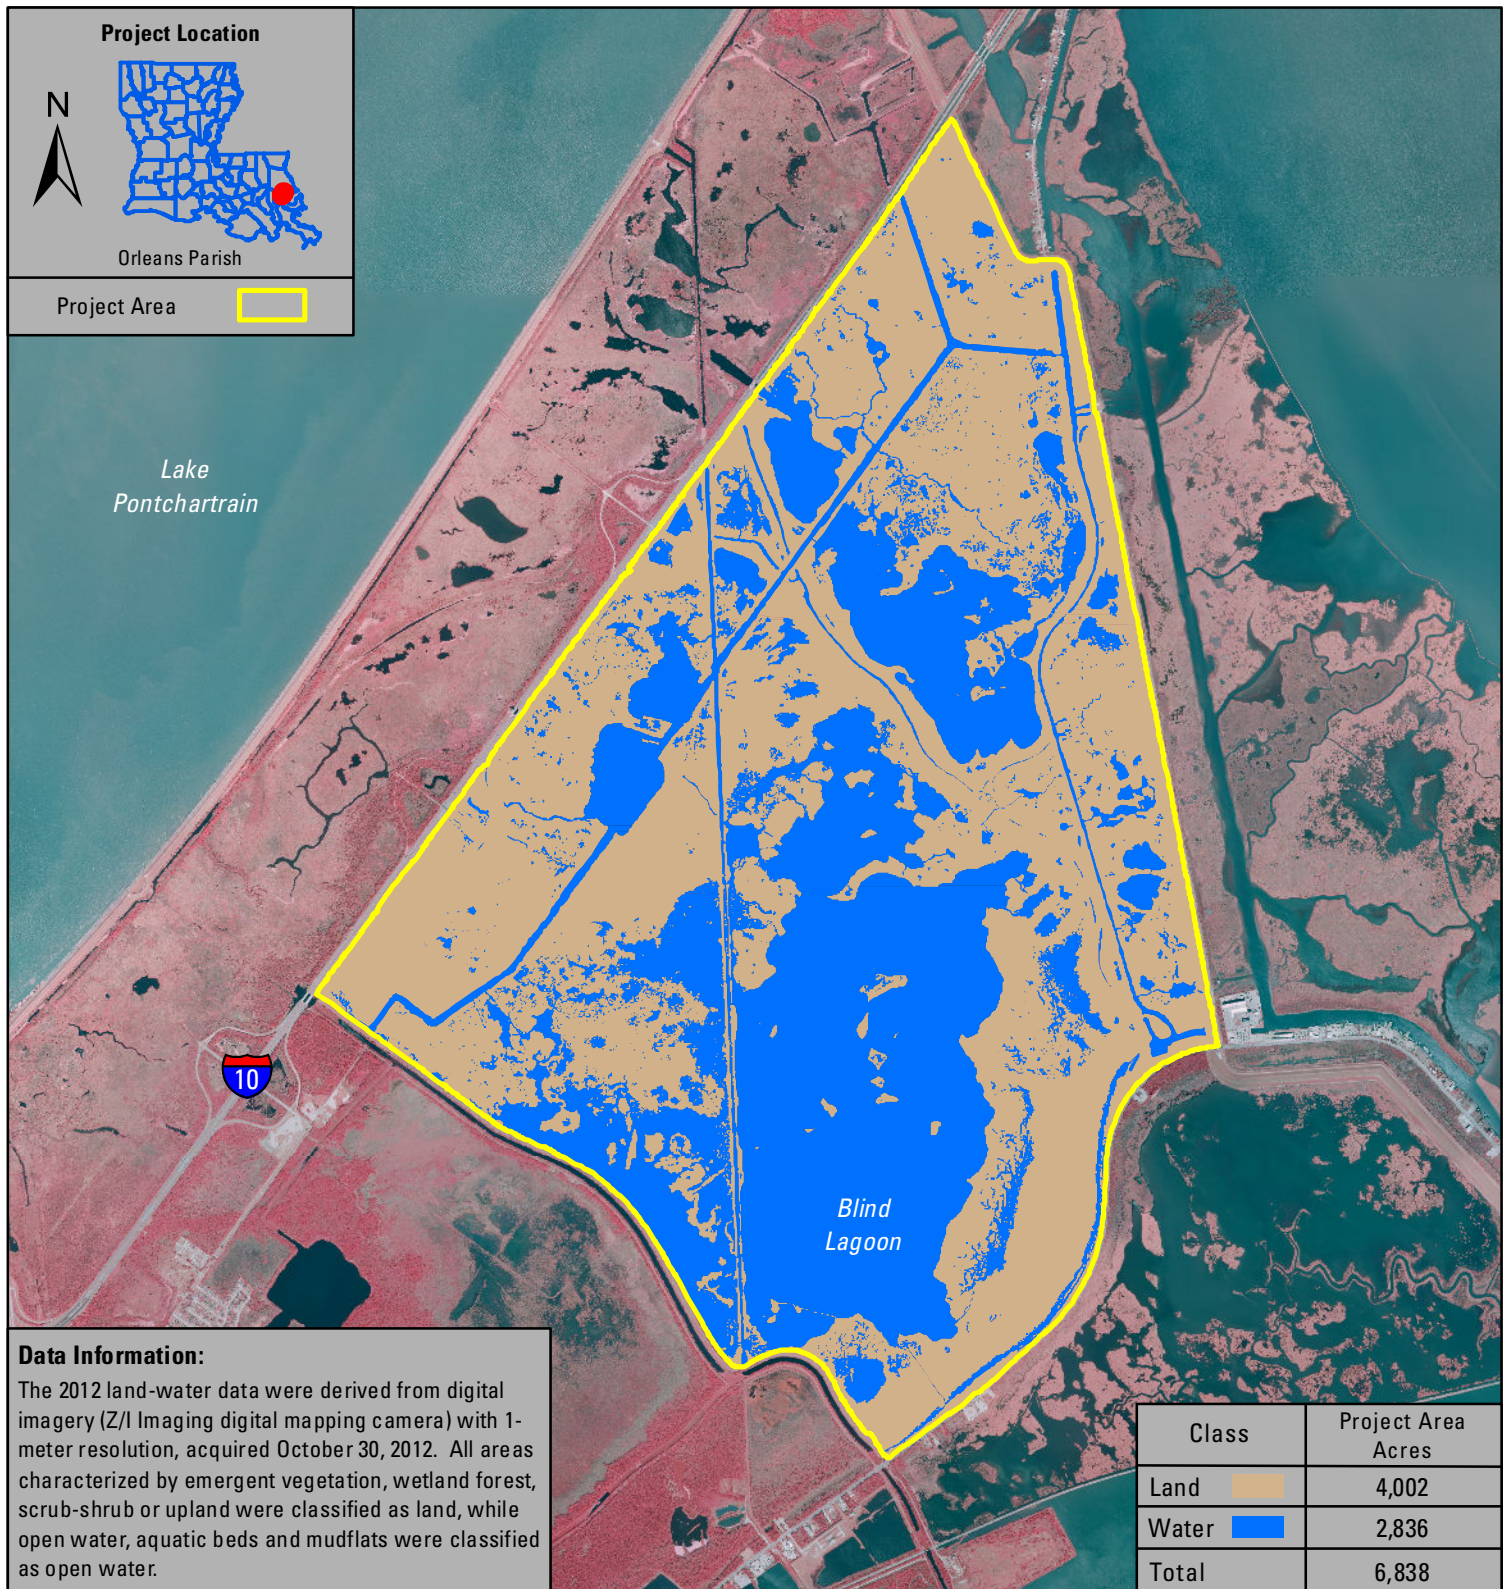 Project Location
N
Orleans Parish
Project Area
Lake
Pontchartrain
10
Blind
Lagoon
Data Information:
The 2012 land-water data were derived from digital
imagery (Z/I Imaging digital mapping camera) with 1-
meter resolution, acquired October 30, 2012.  All areas
characterized by emergent vegetation, wetland forest,
scrub-shrub or upland were classified as land, while
open water, aquatic beds and mudflats were classified
as open water.
Class Project Area
Acres
Land 4,002
Water 2,836
Total 6,838